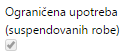 Ograničena upotreba
(suspendovanih robe)